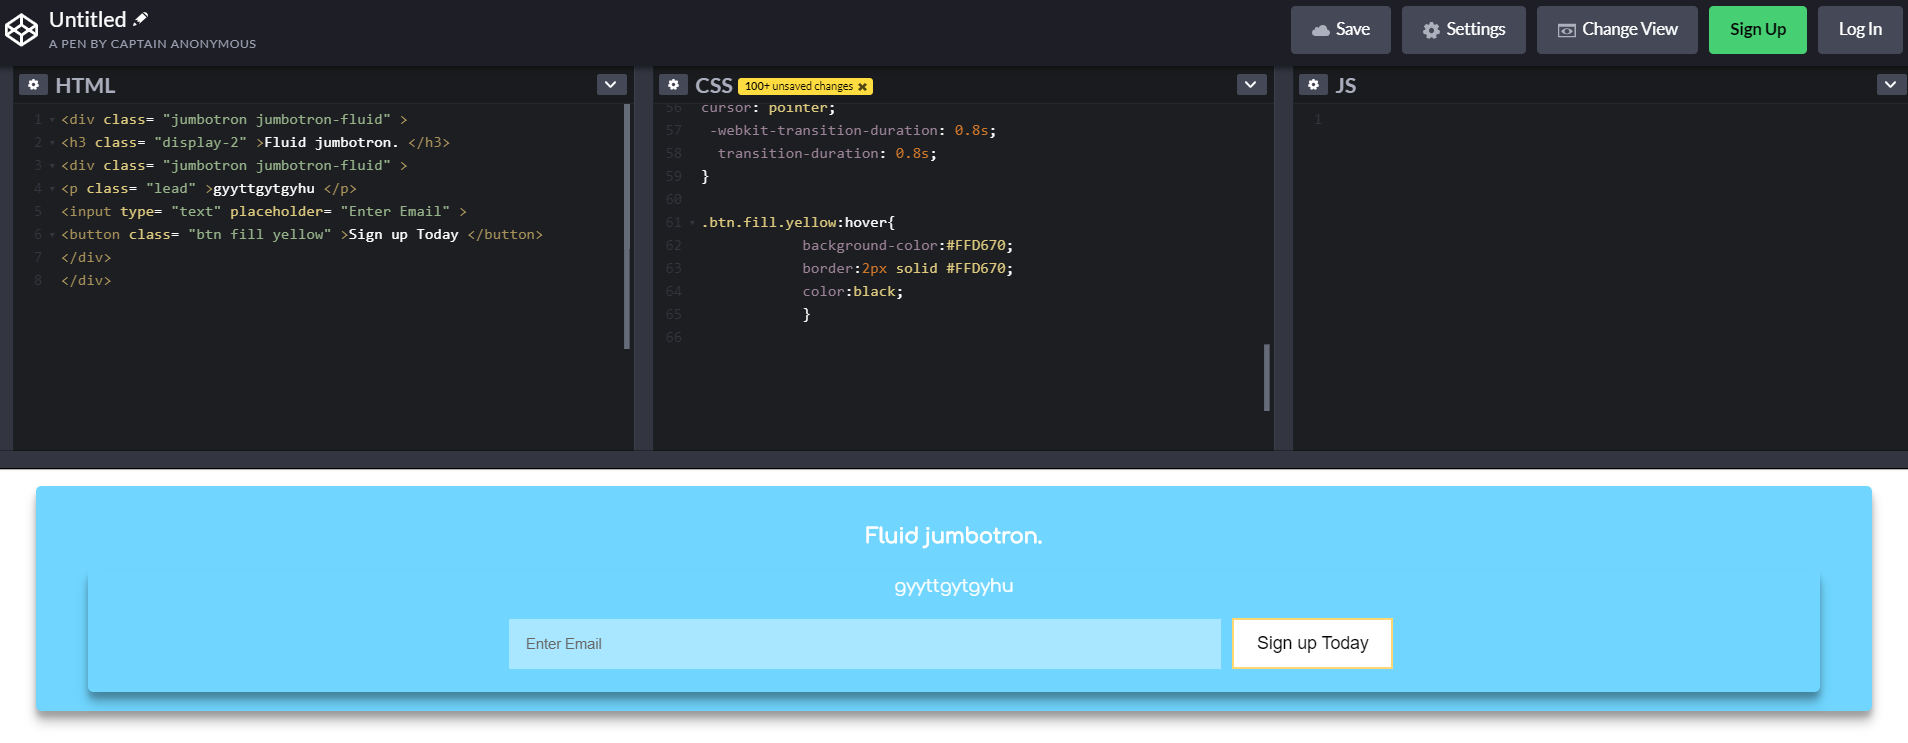 Untitled
A PEN BY CAPTAIN ANONYMOUS
Save
Settings
Change View
Sign Up
Log In
HTML
1 <div class= "jumbotron jumbotron-fluid" >
2 <h3 class= "display-2" >Fluid jumbotron. </h3>
3 <div class= "jumbotron jumbotron-fluid" >
4 <p class= "lead" >gyyttgytgyhu </p>
5 <input type= "text" placeholder= "Enter Email" >
6 <button class= "btn fill yellow" >Sign up Today </button>
7 </div>
8 </div>
CSS 100+ unsaved changes ✖
56 cursor: pointer;
57 -webkit-transition-duration: 0.8s;
58 transition-duration: 0.8s;
59 }
60
61 .btn.fill.yellow:hover{
62 background-color:#FFD670;
63 border:2px solid #FFD670;
64 color:black;
65 }
66
JS
1
Fluid jumbotron.
gyyttgytgyhu
Enter Email
Sign up Today